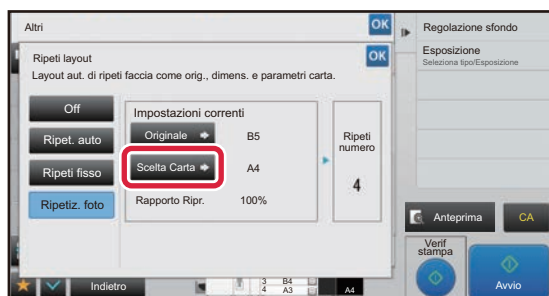 Altri
OK
Regolazione sfondo
Ripeti layout
OK
Esposizione
Seleziona tipo/Esposizione
Layout aut. di ripeti faccia come orig., dimens. e parametri carta.
Off
Impostazioni correnti
Ripet. auto
Originale
B5
Ripeti
numero
Ripeti fisso
Scelta Carta
A4
4
Ripetiz. foto
Rapporto Ripr.
100%
Anteprima
CA
Verif
stampa
Indietro
3 B4
4 A3
A4
Avvio